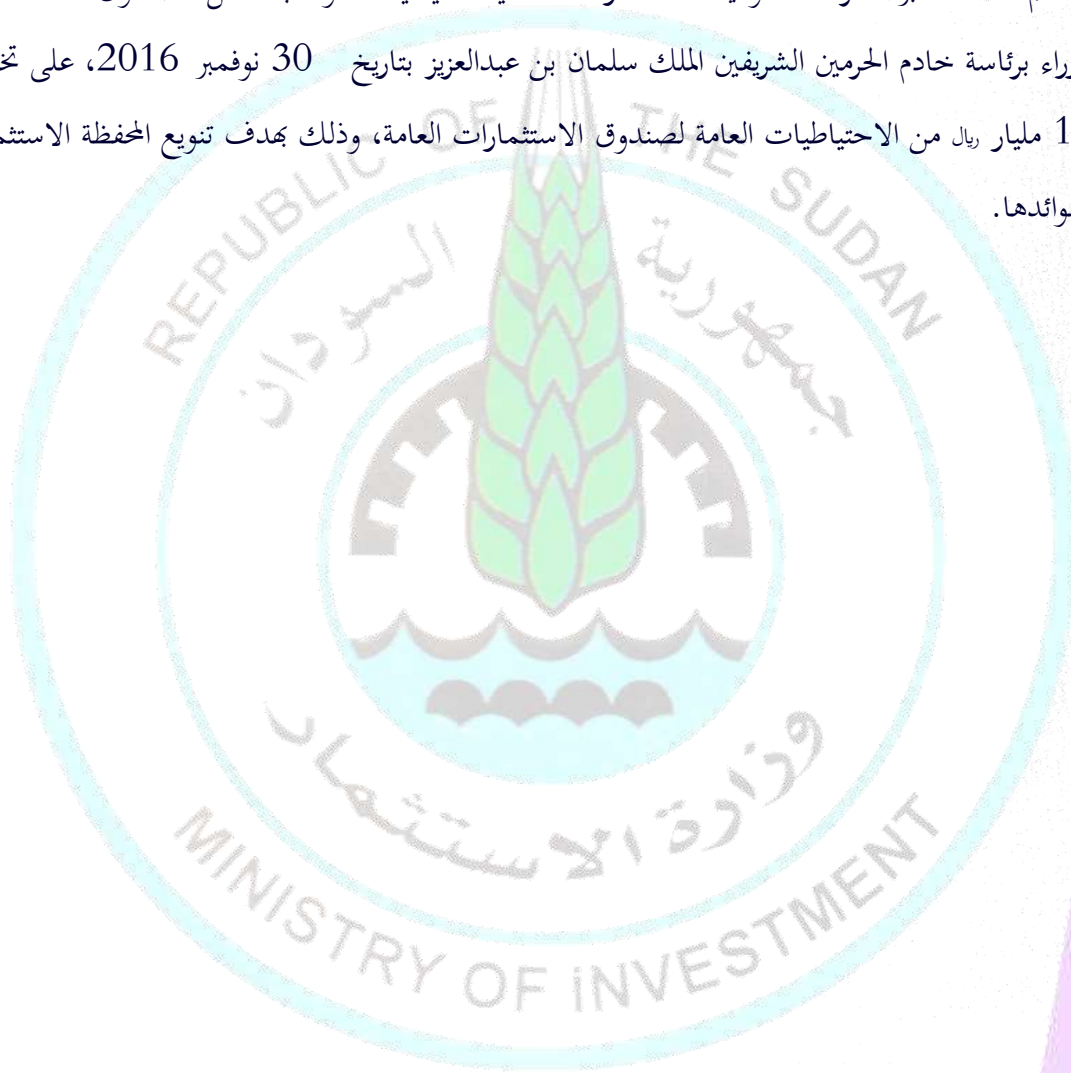 راء برئاسة خادم الحرمين الشريفين الملك سلمان بن عبدالعزيز بتاريخ 30 نوفمبر 2016، على تخ
1 مليار ريال من الاحتياطيات العامة لصندوق الاستثمارات العامة، وذلك بهدف تنويع المحفظة الاستثم
وائدها.
REPUBLIC OF THE SUDAN
جمهورية السودان
وزارة الاستثمار
MINISTRY OF INVESTMENT